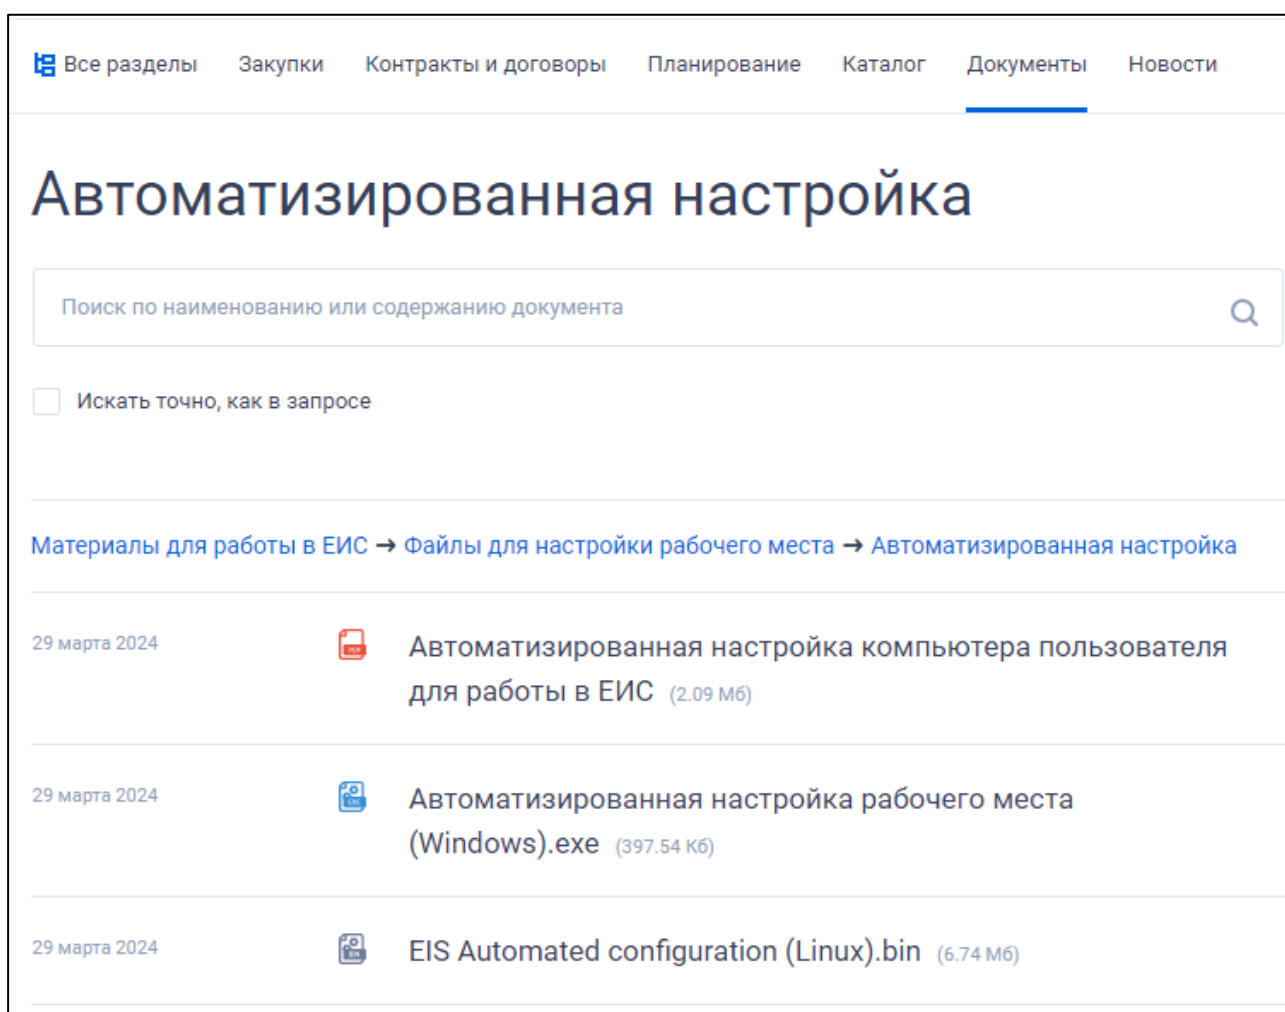 Все разделы Закупки Контракты и договоры Планирование Каталог Документы Новости
Автоматизированная настройка
Поиск по наименованию или содержанию документа
Искать точно, как в запросе
Материалы для работы в ЕИС → Файлы для настройки рабочего места → Автоматизированная настройка
29 марта 2024 PDF Автоматизированная настройка компьютера пользователя
для работы в ЕИС (2.09 Мб)
29 марта 2024 EXE Автоматизированная настройка рабочего места
(Windows).exe (397.54 Кб)
29 марта 2024 BIN EIS Automated configuration (Linux).bin (6.74 Мб)